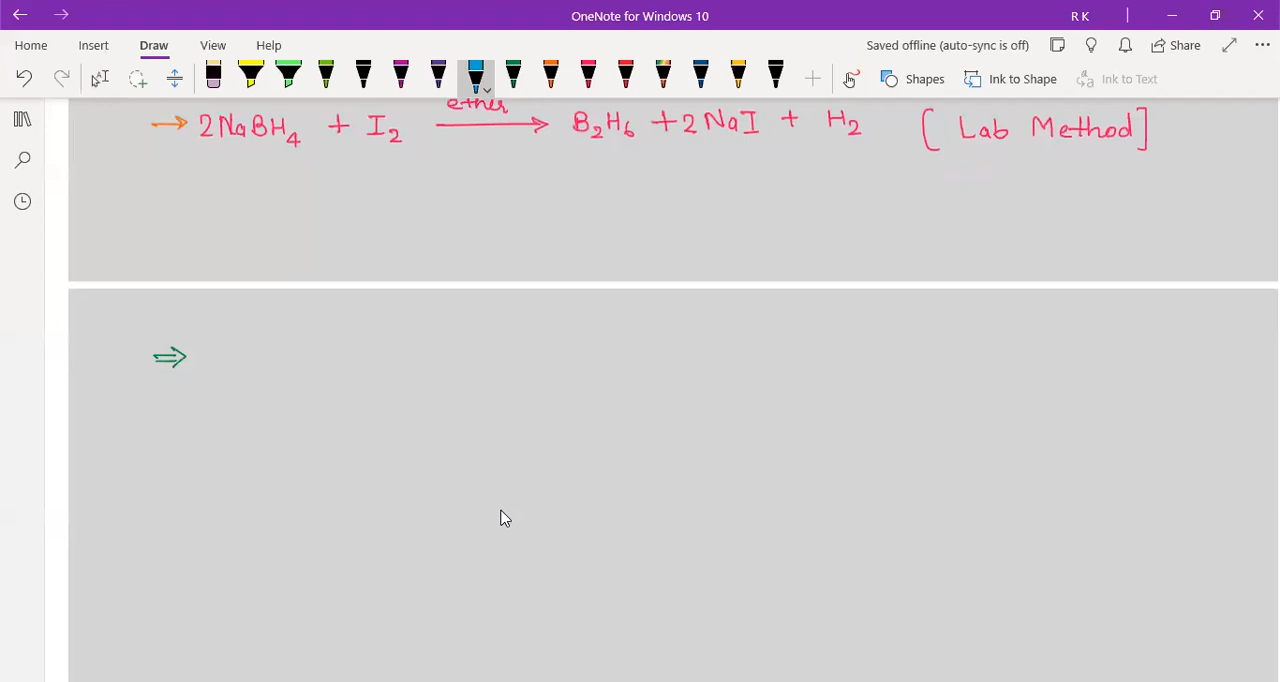 OneNote for Windows 10
R K
Home Insert Draw View Help
Saved offline (auto-sync is off) Share
Shapes Ink to Shape Ink to Text
ether
→ 2NaBH₄ + I₂ ⟶ B₂H₆ + 2NaI + H₂ [Lab Method]
⇒